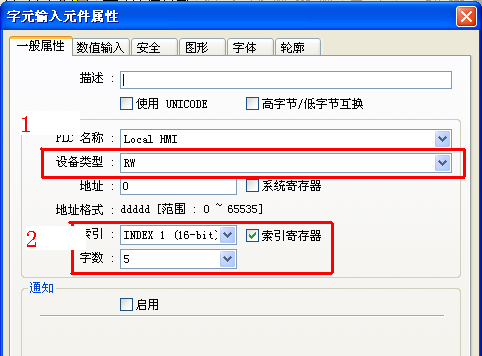 字元输入元件属性
一般属性 数值输入 安全 图形 字体 轮廓
描述 :
使用 UNICODE 高字节/低字节互换
1
PLC 名称 : Local HMI
设备类型 : RW
地址 : 0 系统寄存器
地址格式 : ddddd [范围 : 0 ~ 65535]
2 索引 : INDEX 1 (16-bit) 索引寄存器
字数 : 5
通知
启用